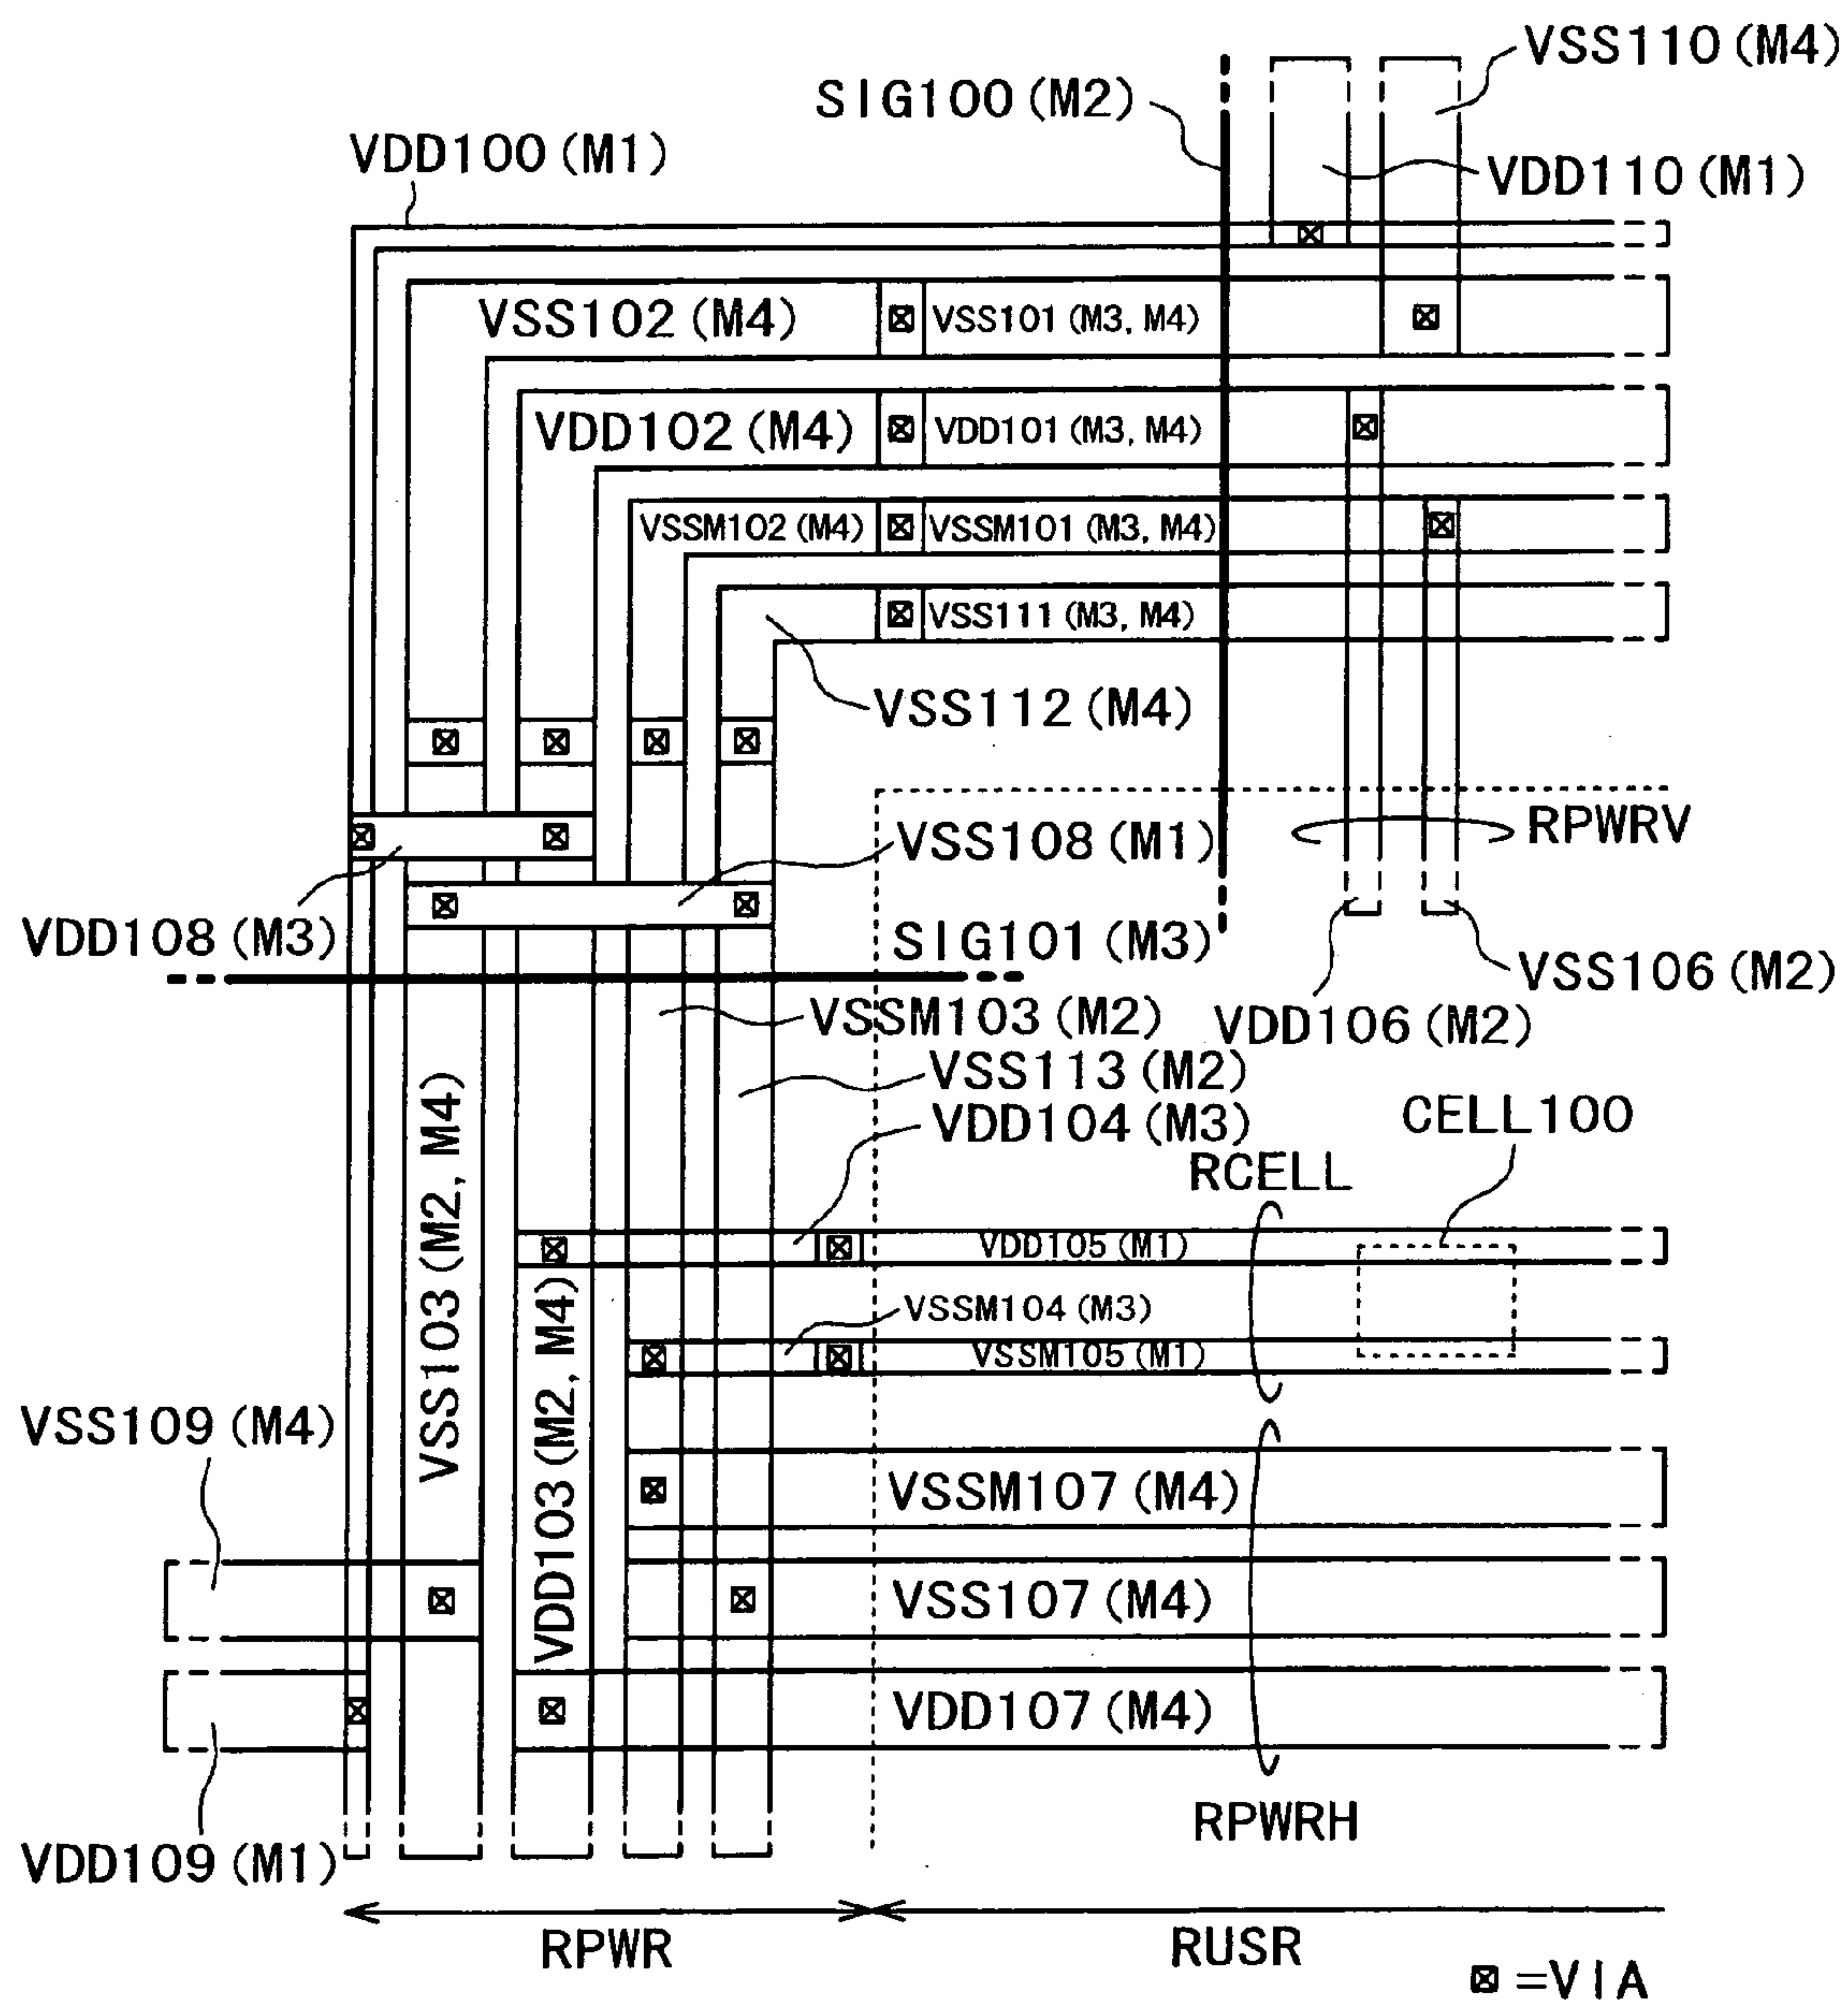 VSS110 (M4)
SIG100 (M2)
VDD100 (M1)
VDD110 (M1)
VSS102 (M4)
VSS101 (M3, M4)
VDD102 (M4)
VDD101 (M3, M4)
VSSM102 (M4)
VSSM101 (M3, M4)
VSS111 (M3, M4)
VSS112 (M4)
RPWRV
VSS108 (M1)
VDD108 (M3)
SIG101 (M3)
VSS106 (M2)
VSSM103 (M2)
VDD106 (M2)
VSS113 (M2)
VDD104 (M3)
CELL100
RCELL
VSS103 (M2, M4)
VDD105 (M1)
VSSM104 (M3)
VSSM105 (M1)
VDD103 (M2, M4)
VSS109 (M4)
VSSM107 (M4)
VSS107 (M4)
VDD107 (M4)
RPWRH
VDD109 (M1)
RPWR
RUSR
=VIA